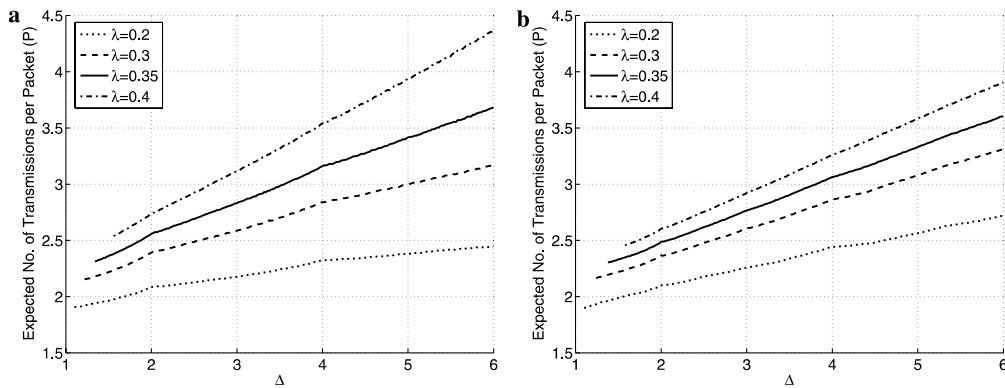 a
4.5
4
3.5
3
2.5
2
1.5
Expected No. of Transmissions per Packet (P)
λ=0.2
λ=0.3
λ=0.35
λ=0.4
1 2 3 4 5 6
Δ
b
4.5
4
3.5
3
2.5
2
1.5
Expected No. of Transmissions per Packet (P)
λ=0.2
λ=0.3
λ=0.35
λ=0.4
1 2 3 4 5 6
Δ